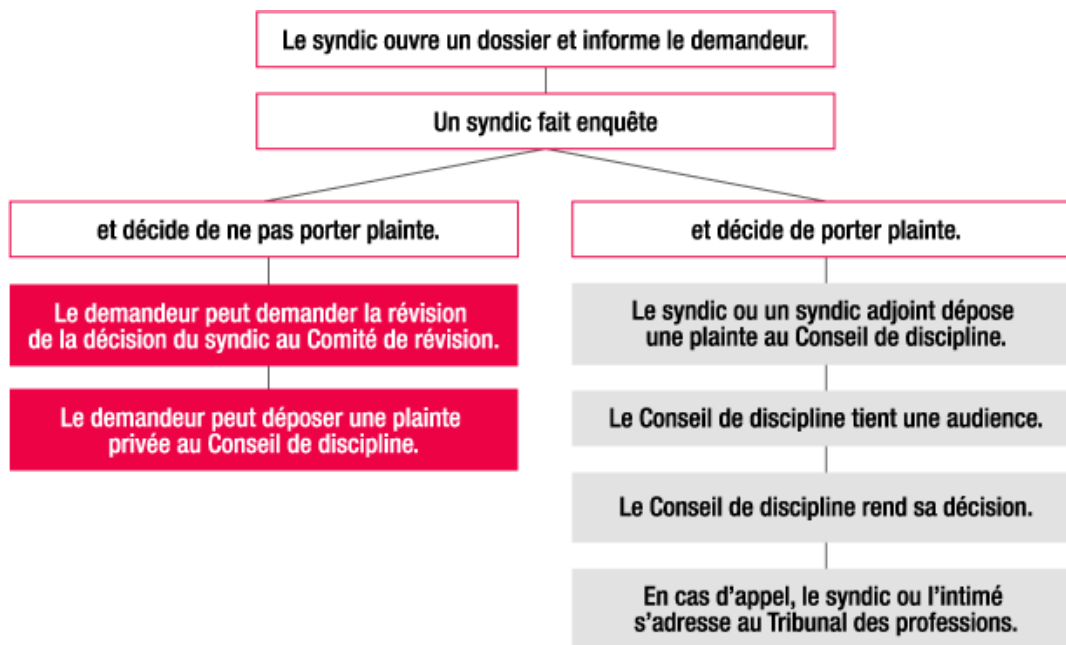 Le syndic ouvre un dossier et informe le demandeur.
Un syndic fait enquête
et décide de ne pas porter plainte.
Le demandeur peut demander la révision
de la décision du syndic au Comité de révision.
Le demandeur peut déposer une plainte
privée au Conseil de discipline.
et décide de porter plainte.
Le syndic ou un syndic adjoint dépose
une plainte au Conseil de discipline.
Le Conseil de discipline tient une audience.
Le Conseil de discipline rend sa décision.
En cas d'appel, le syndic ou l'intimé
s'adresse au Tribunal des professions.